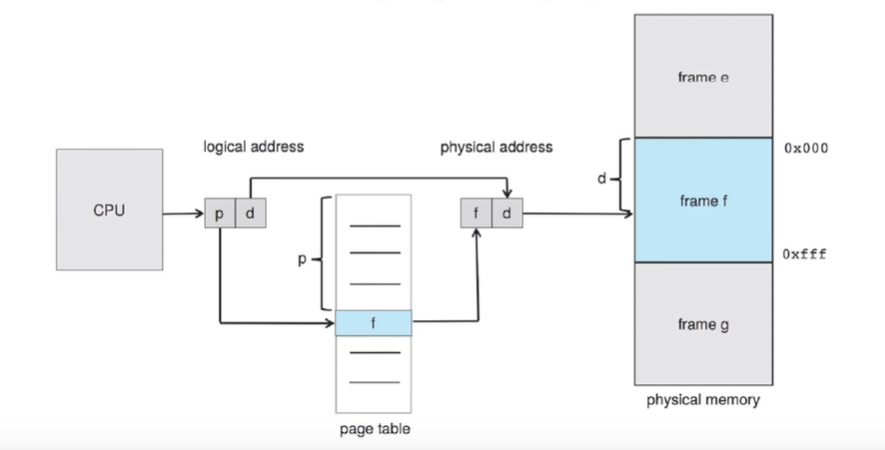 frame e
logical address
physical address
0x000
CPU
p
d
p
f
d
d
frame f
0xfff
f
frame g
physical memory
page table